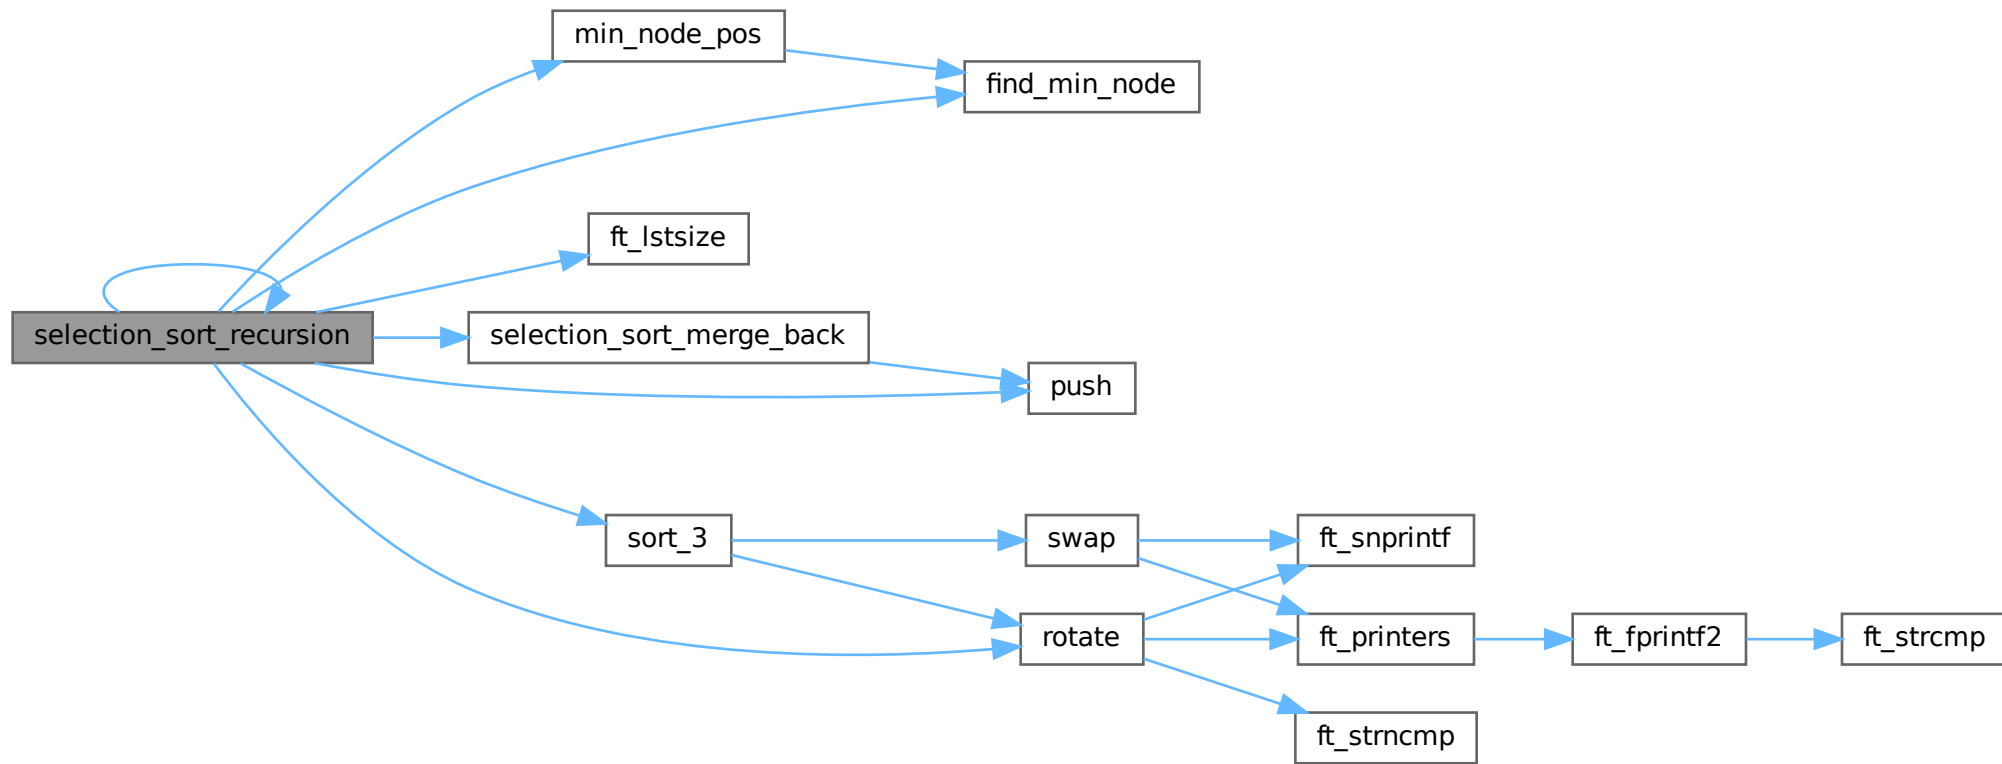 min_node_pos
find_min_node
ft_lstsize
selection_sort_recursion
selection_sort_merge_back
push
sort_3
swap
ft_snprintf
rotate
ft_printers
ft_fprintf2
ft_strcmp
ft_strncmp